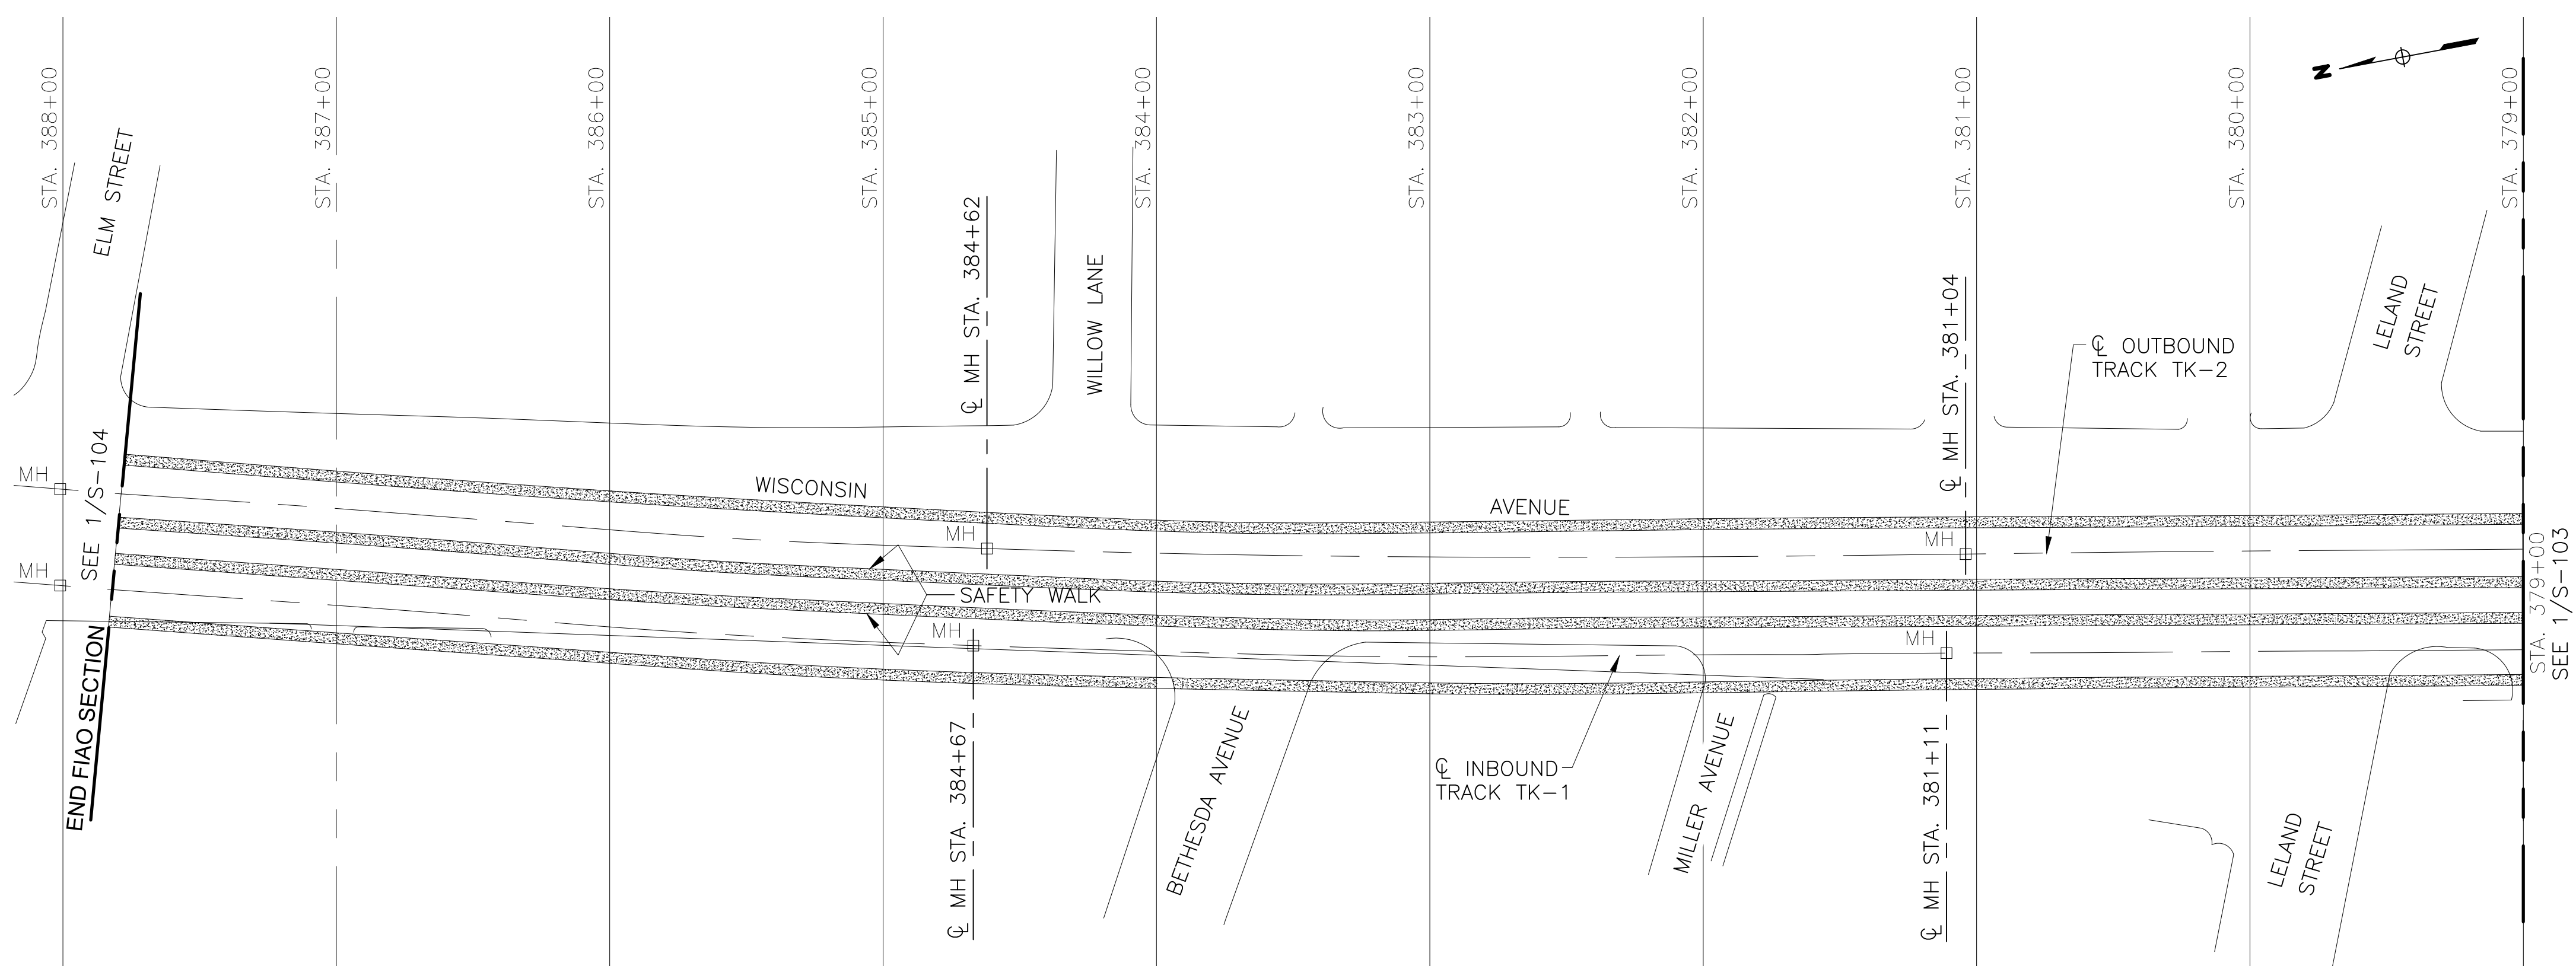 STA. 388+00
STA. 387+00
STA. 386+00
STA. 385+00
STA. 384+00
STA. 383+00
STA. 382+00
STA. 381+00
STA. 380+00
STA. 379+00
N
ELM STREET
℄ MH STA. 384+62
WILLOW LANE
℄ MH STA. 381+04
℄ OUTBOUND
TRACK TK-2
LELAND
STREET
MH
SEE 1/S-104
WISCONSIN
AVENUE
MH
MH
MH
SAFETY WALK
MH
MH
STA. 379+00
SEE 1/S-103
END FIAO SECTION
℄ MH STA. 384+67
BETHESDA AVENUE
℄ INBOUND
TRACK TK-1
MILLER AVENUE
℄ MH STA. 381+11
LELAND
STREET